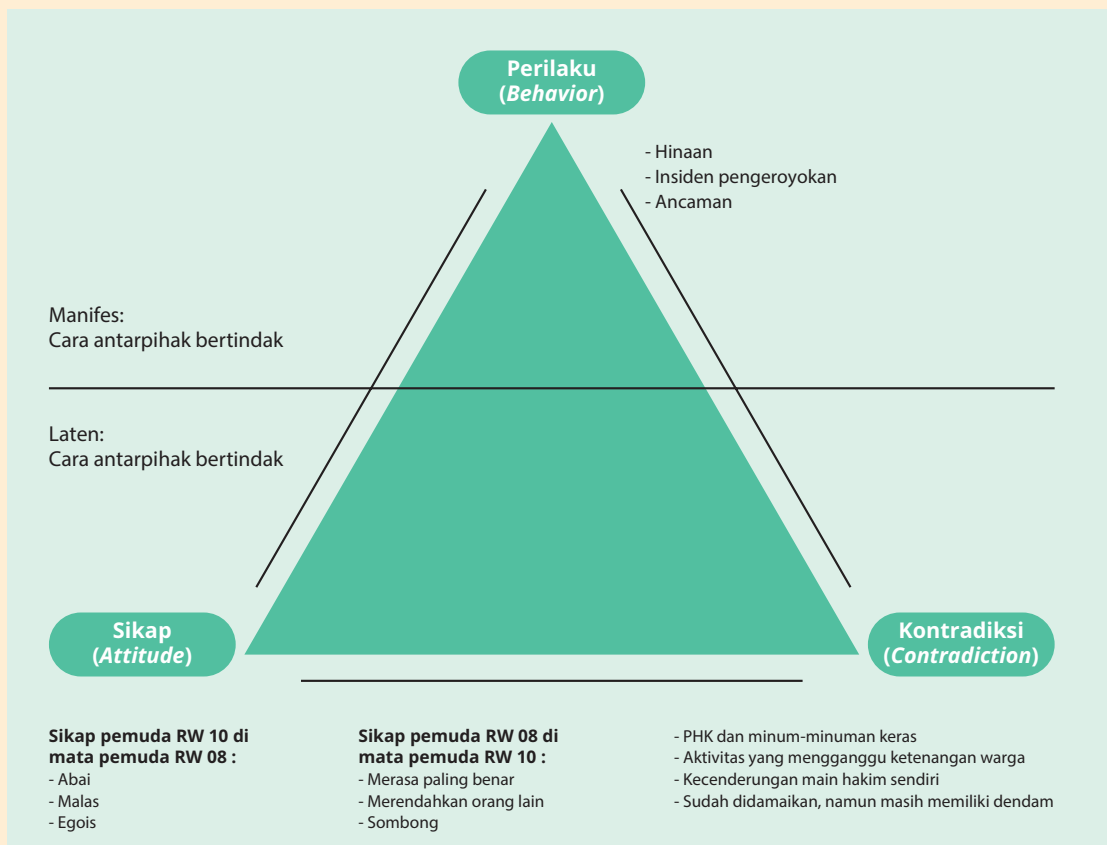 Perilaku
(Behavior)
- Hinaan
- Insiden pengeroyokan
- Ancaman
Manifes:
Cara antarpihak bertindak
Laten:
Cara antarpihak bertindak
Sikap
(Attitude)
Kontradiksi
(Contradiction)
Sikap pemuda RW 10 di
mata pemuda RW 08 :
- Abai
- Malas
- Egois
Sikap pemuda RW 08 di
mata pemuda RW 10 :
- Merasa paling benar
- Merendahkan orang lain
- Sombong
- PHK dan minum-minuman keras
- Aktivitas yang mengganggu ketenangan warga
- Kecenderungan main hakim sendiri
- Sudah didamaikan, namun masih memiliki dendam